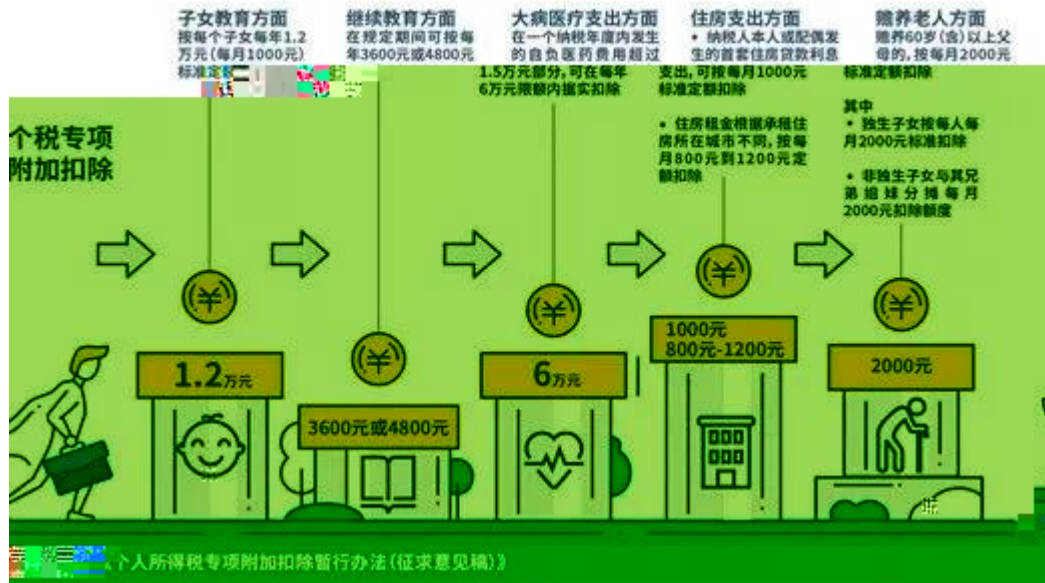 子女教育方面
按每个子女每年1.2
万元(每月1000元)
标准定
继续教育方面
在规定期间可按每
年3600元或4800元
大病医疗支出方面
在一个纳税年度内发生
的自负医药费用超过
1.5万元部分,可在每年
6万元限额内据实扣除
住房支出方面
• 纳税人本人或配偶发
生的首套住房贷款利息
支出,可按每月1000元
标准定额扣除
• 住房租金根据承租住
房所在城市不同,按每
月800元到1200元定
额扣除
赡养老人方面
赡养60岁(含)以上父
母的,按每月2000元
标准定额扣除
其中
• 独生子女按每人每
月2000元标准扣除
• 非独生子女与其兄
弟姐妹分摊每月
2000元扣除额度
个税专项
附加扣除
1.2万元
3600元或4800元
6万元
1000元
800元-1200元
2000元
个人所得税专项附加扣除暂行办法(征求意见稿)》